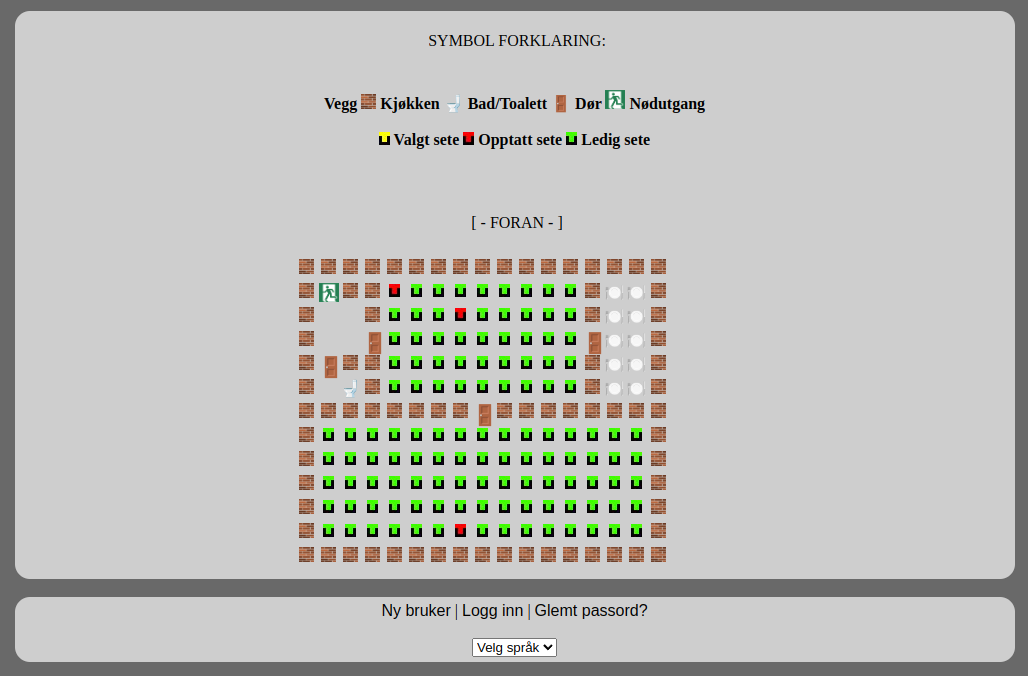 SYMBOL FORKLARING:
Vegg Kjøkken Bad/Toalett Dør Nødutgang
Valgt sete Opptatt sete Ledig sete
[ - FORAN - ]
Ny bruker | Logg inn | Glemt passord?
Velg språk